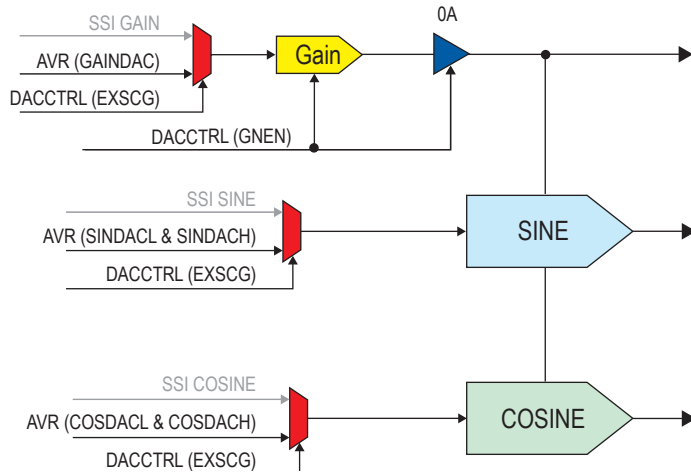 0A
SSI GAIN
AVR (GAINDAC)
Gain
DACCTRL (EXSCG)
DACCTRL (GNEN)
SSI SINE
AVR (SINDACL & SINDACH)
SINE
DACCTRL (EXSCG)
SSI COSINE
AVR (COSDACL & COSDACH)
COSINE
DACCTRL (EXSCG)